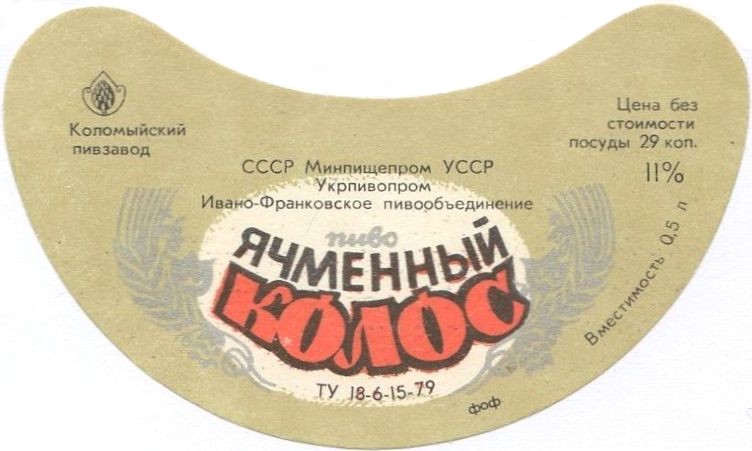 Коломыйский
пивзавод
Цена без
стоимости
посуды 29 коп.
11%
СССР Минпищепром УССР
Укрпивопром
Ивано-Франковское пивообъединение
пиво
ЯЧМЕННЫЙ
КОЛОС
ТУ 18-6-15-79
Вместимость 0,5 л
фоф